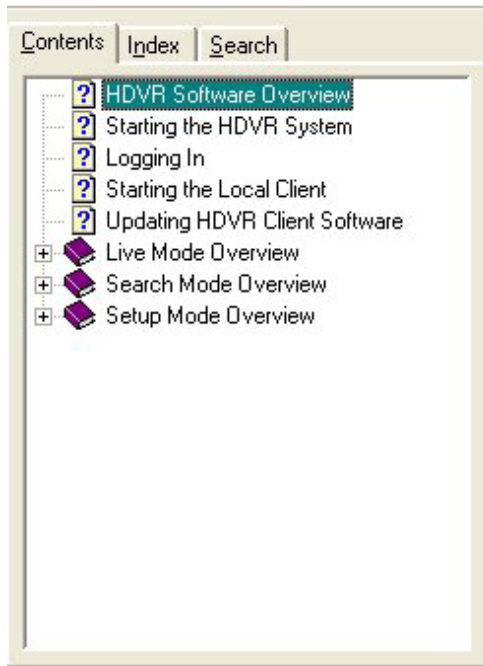 Contents Index Search
HDVR Software Overview
Starting the HDVR System
Logging In
Starting the Local Client
Updating HDVR Client Software
Live Mode Overview
Search Mode Overview
Setup Mode Overview